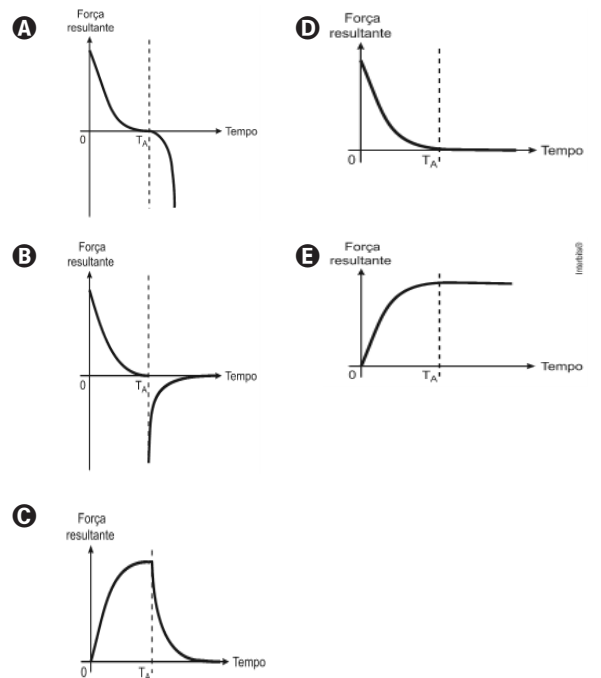 A
Força
resultante
0
T_A
Tempo
B
Força
resultante
0
T_A
Tempo
C
Força
resultante
0
T_A
Tempo
D
Força
resultante
0
T_A
Tempo
E
Força
resultante
0
T_A
Tempo
Interbits®